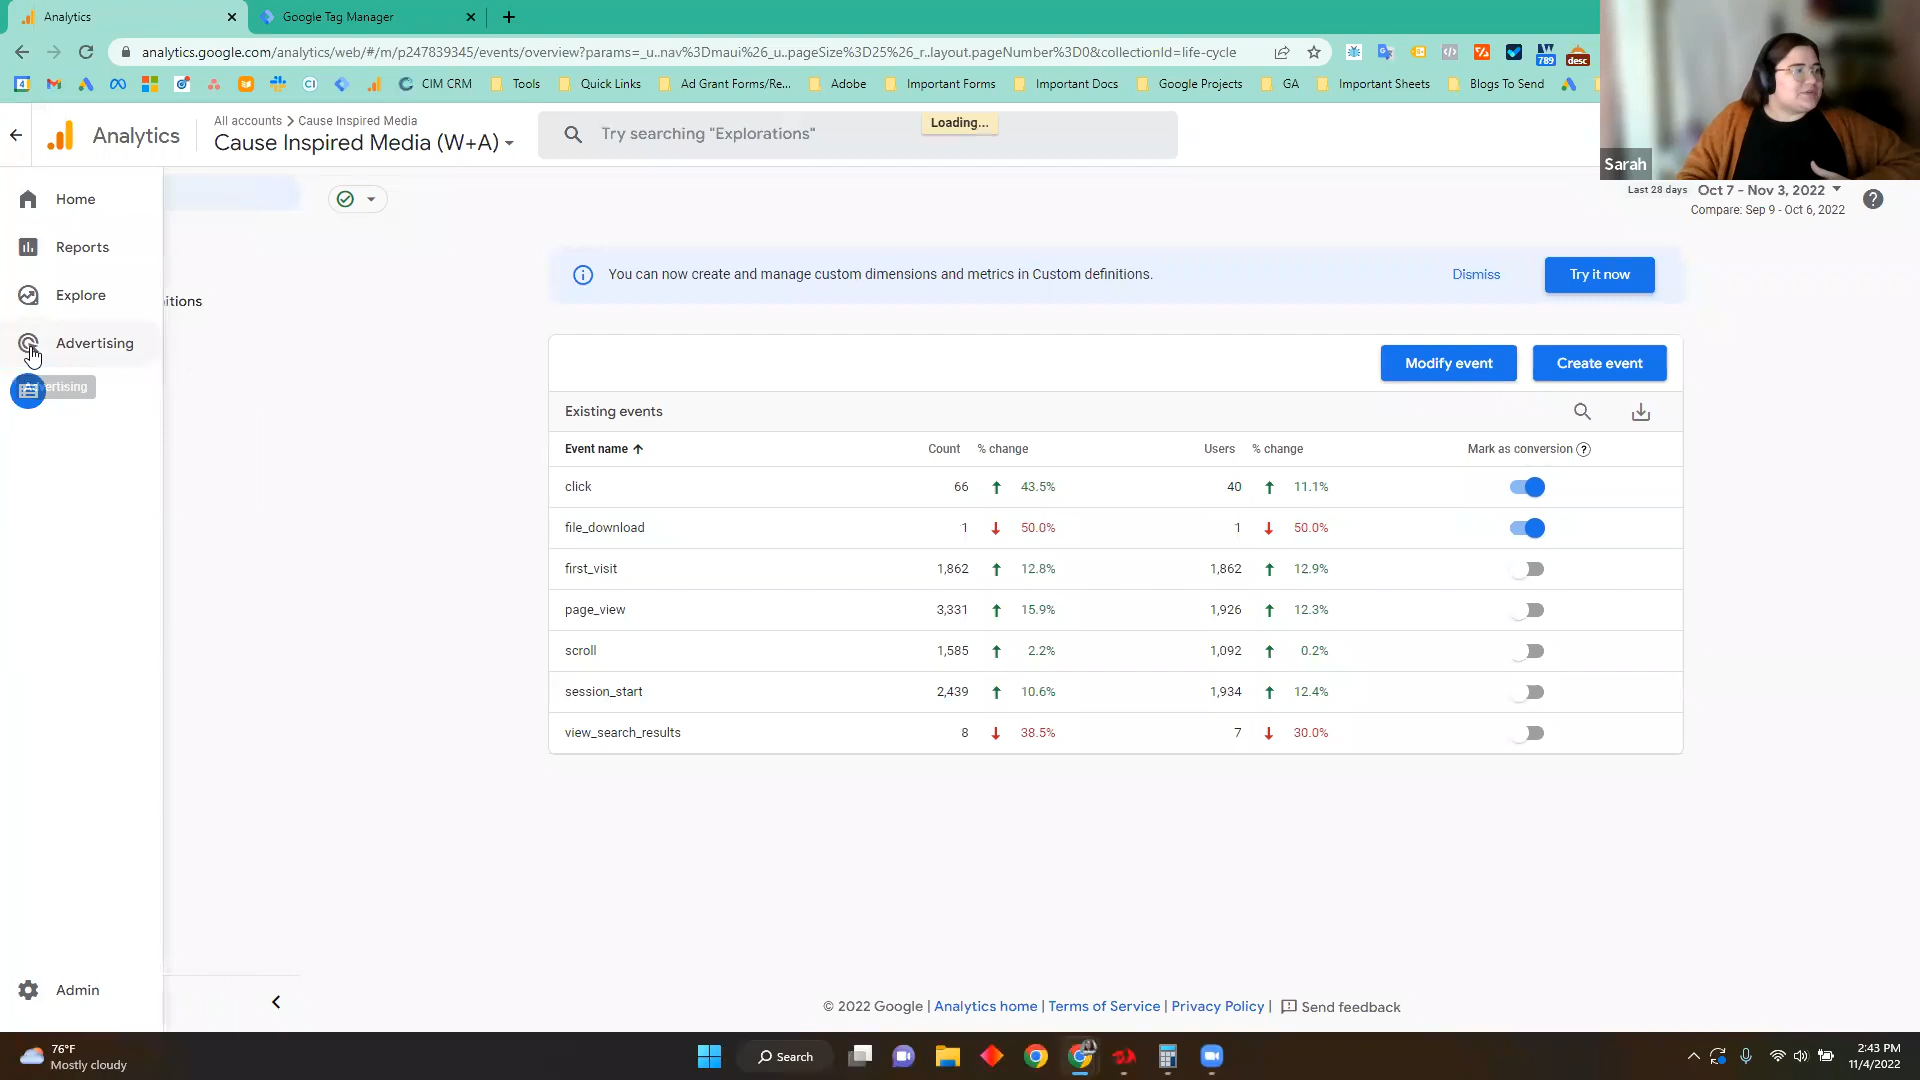 Analytics
Google Tag Manager
analytics.google.com/analytics/web/#/m/p247839345/events/overview?params=_u..nav%3Dmaui%26_u..pageSize%3D25%26_r..layout.pageNumber%3D0&collectionId=life-cycle
789
desc
4
CI
CIM CRM
Tools
Quick Links
Ad Grant Forms/Re...
Adobe
Important Forms
Important Docs
Google Projects
GA
Important Sheets
Blogs To Send
Sarah
Analytics
All accounts > Cause Inspired Media
Cause Inspired Media (W+A)
Try searching "Explorations"
Loading...
Home
Reports
Explore
Advertising
itions
Admin
Last 28 days Oct 7 - Nov 3, 2022
Compare: Sep 9 - Oct 6, 2022
You can now create and manage custom dimensions and metrics in Custom definitions.
Dismiss
Try it now
Modify event
Create event
Existing events
Event name Count % change Users % change Mark as conversion
click 66 43.5% 40 11.1%
file_download 1 50.0% 1 50.0%
first_visit 1,862 12.8% 1,862 12.9%
page_view 3,331 15.9% 1,926 12.3%
scroll 1,585 2.2% 1,092 0.2%
session_start 2,439 10.6% 1,934 12.4%
view_search_results 8 38.5% 7 30.0%
© 2022 Google | Analytics home | Terms of Service | Privacy Policy | Send feedback
76°F
Mostly cloudy
Search
2:43 PM
11/4/2022